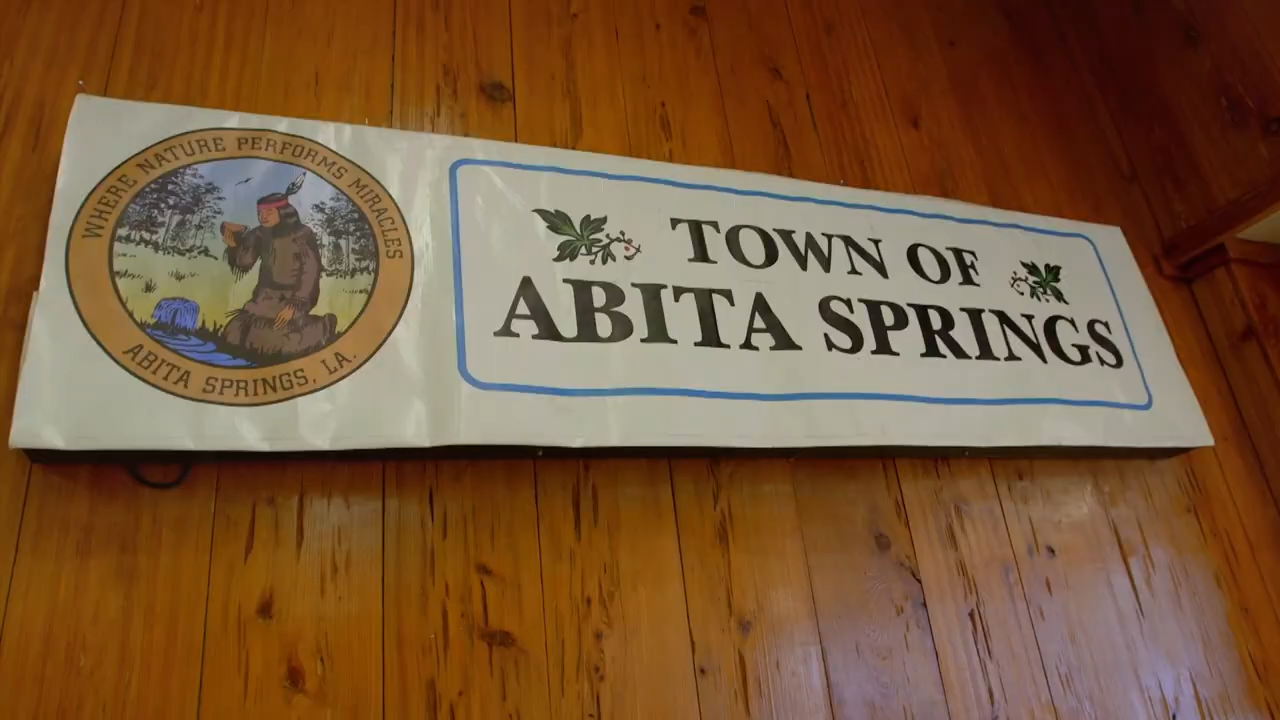 WHERE NATURE PERFORMS MIRACLES
ABITA SPRINGS, LA.
TOWN OF
ABITA SPRINGS